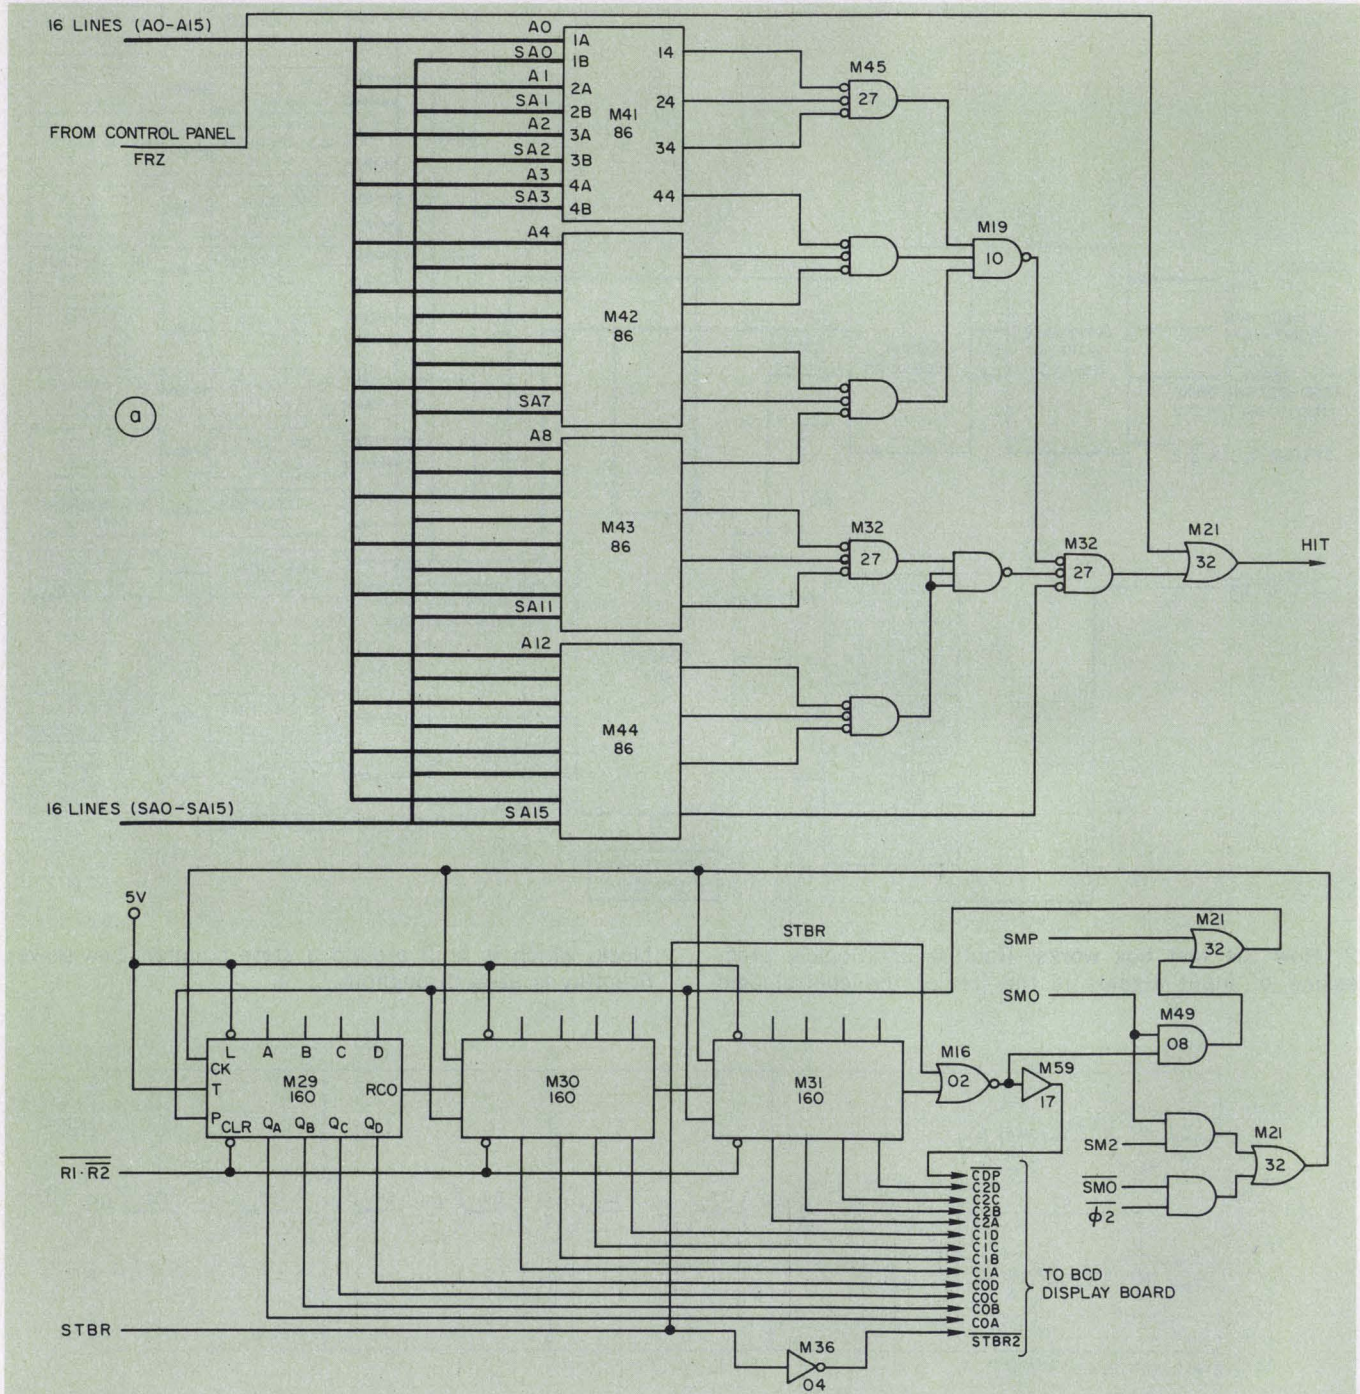 16 LINES (A0-A15)
FROM CONTROL PANEL
FRZ
A0
SA0
A1
SA1
A2
SA2
A3
SA3
1A
1B
2A
2B
3A
3B
4A
4B
M41
86
14
24
34
44
M45
27
A4
M42
86
SA7
M19
10
a
A8
M43
86
SA11
M32
27
M32
27
M21
32
HIT
A12
M44
86
16 LINES (SA0-SA15)
SA15
5V
STBR
SMP
M21
32
SM0
M49
08
L A B C D
CK
T
P
CLR
M29
160
RCO
QA QB QC QD
M30
160
M31
160
M16
02
M59
17
SM2
M21
32
SM0
ϕ2
R1·R2
CDP
C2D
C2C
C2B
C2A
C1D
C1C
C1B
C1A
C0D
C0C
C0B
C0A
STBR2
TO BCD
DISPLAY BOARD
STBR
M36
04